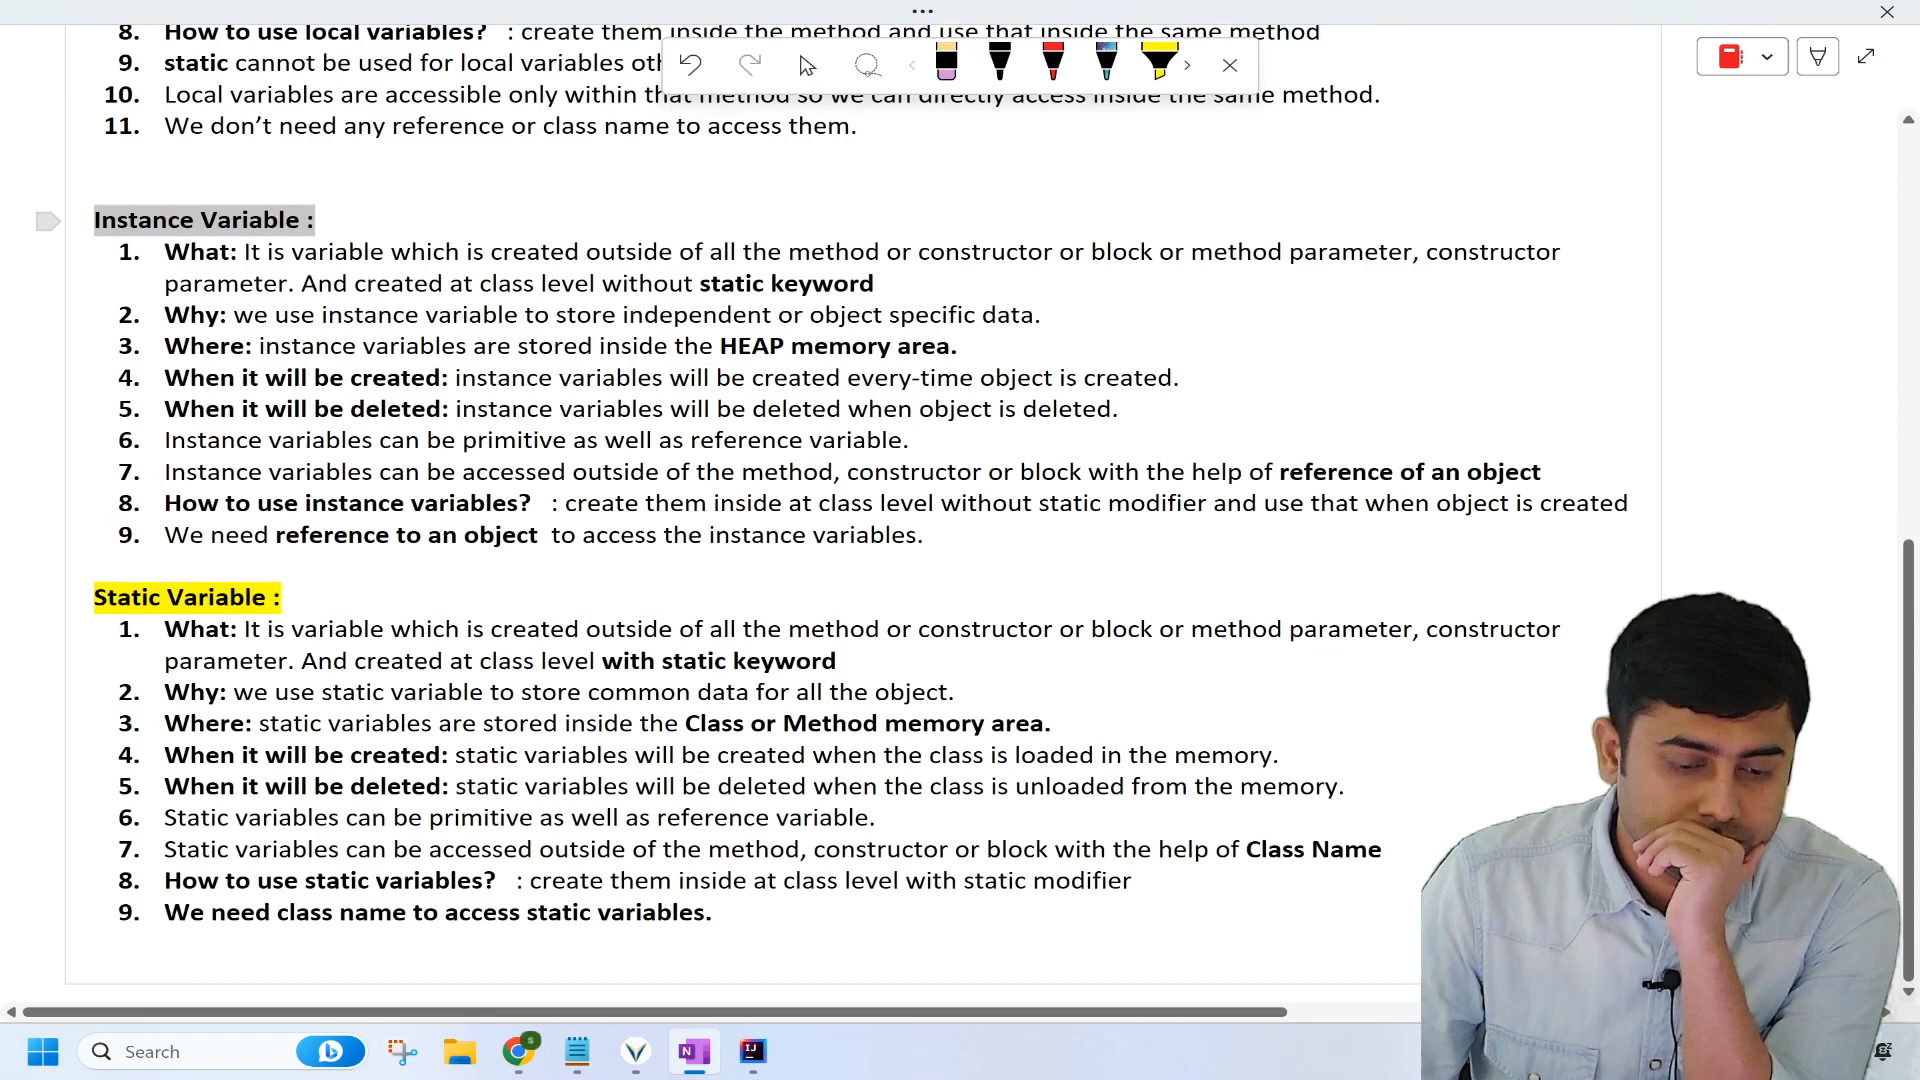 8. How to use local variables? : create them inside the method and use that inside the same method
9. static cannot be used for local variables
10. Local variables are accessible only within that method so we can directly access inside the same method.
11. We don’t need any reference or class name to access them.
Instance Variable :
1. What: It is variable which is created outside of all the method or constructor or block or method parameter, constructor
parameter. And created at class level without static keyword
2. Why: we use instance variable to store independent or object specific data.
3. Where: instance variables are stored inside the HEAP memory area.
4. When it will be created: instance variables will be created every-time object is created.
5. When it will be deleted: instance variables will be deleted when object is deleted.
6. Instance variables can be primitive as well as reference variable.
7. Instance variables can be accessed outside of the method, constructor or block with the help of reference of an object
8. How to use instance variables? : create them inside at class level without static modifier and use that when object is created
9. We need reference to an object to access the instance variables.
Static Variable :
1. What: It is variable which is created outside of all the method or constructor or block or method parameter, constructor
parameter. And created at class level with static keyword
2. Why: we use static variable to store common data for all the object.
3. Where: static variables are stored inside the Class or Method memory area.
4. When it will be created: static variables will be created when the class is loaded in the memory.
5. When it will be deleted: static variables will be deleted when the class is unloaded from the memory.
6. Static variables can be primitive as well as reference variable.
7. Static variables can be accessed outside of the method, constructor or block with the help of Class Name
8. How to use static variables? : create them inside at class level with static modifier
9. We need class name to access static variables.
Search